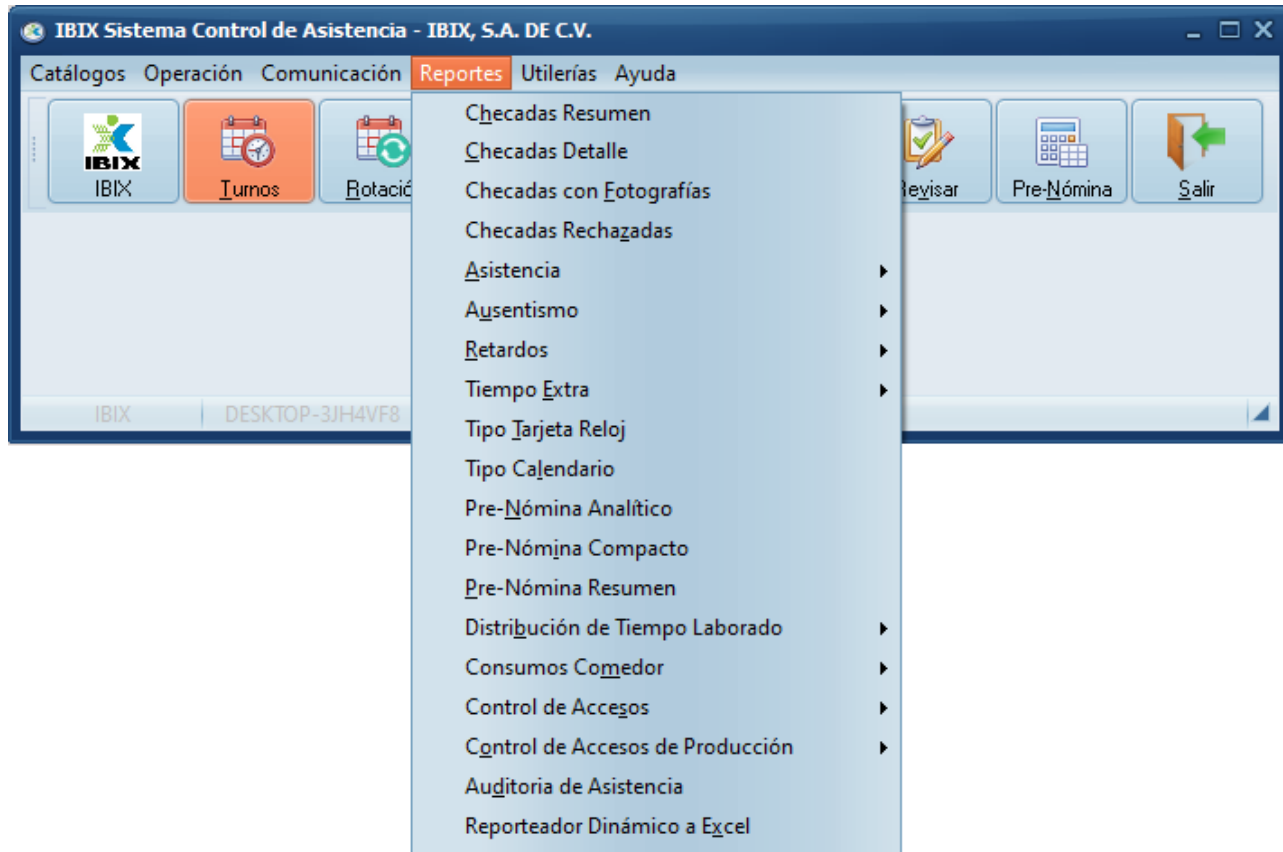 IBIX Sistema Control de Asistencia - IBIX, S.A. DE C.V.
Catálogos Operación Comunicación Reportes Utilerías Ayuda
IBIX
IBIX Turnos Pre-Nómina Salir
Checadas Resumen
Checadas Detalle
Checadas con Fotografías
Checadas Rechazadas
Asistencia
Ausentismo
Retardos
Tiempo Extra
Tipo Tarjeta Reloj
Tipo Calendario
Pre-Nómina Analítico
Pre-Nómina Compacto
Pre-Nómina Resumen
Distribución de Tiempo Laborado
Consumos Comedor
Control de Accesos
Control de Accesos de Producción
Auditoria de Asistencia
Reporteador Dinámico a Excel
IBIX DESKTOP-3JH4VF8